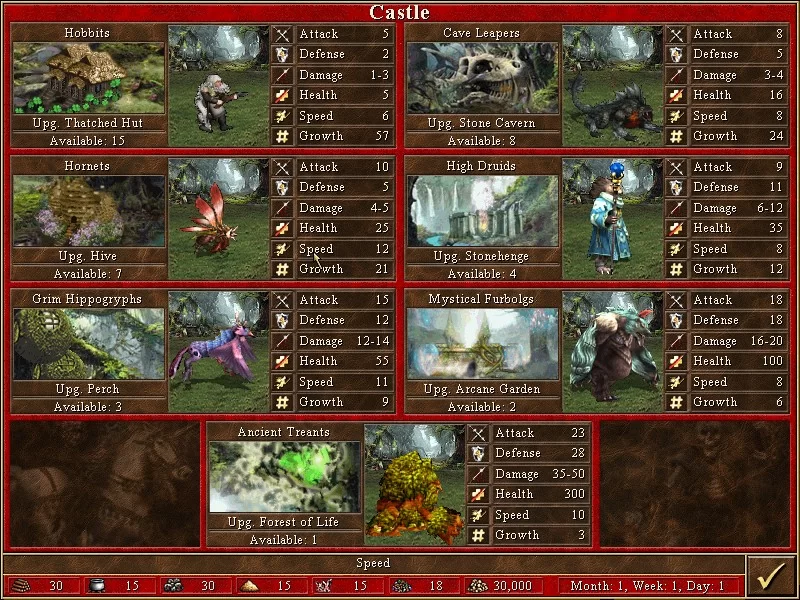 Castle
Hobbits
Attack 5
Defense 2
Damage 1-3
Health 5
Speed 6
Growth 57
Upg. Thatched Hut
Available: 15
Cave Leapers
Attack 8
Defense 5
Damage 3-4
Health 16
Speed 8
Growth 24
Upg. Stone Cavern
Available: 8
Hornets
Attack 10
Defense 5
Damage 4-5
Health 25
Speed 12
Growth 21
Upg. Hive
Available: 7
High Druids
Attack 9
Defense 11
Damage 6-12
Health 35
Speed 8
Growth 12
Upg. Stonehenge
Available: 4
Grim Hippogryphs
Attack 15
Defense 12
Damage 12-14
Health 55
Speed 11
Growth 9
Upg. Perch
Available: 3
Mystical Furbolgs
Attack 18
Defense 18
Damage 16-20
Health 100
Speed 8
Growth 6
Upg. Arcane Garden
Available: 2
Ancient Treants
Attack 23
Defense 28
Damage 35-50
Health 300
Speed 10
Growth 3
Upg. Forest of Life
Available: 1
Speed
30 15 30 15 15 18 30,000 Month: 1, Week: 1, Day: 1